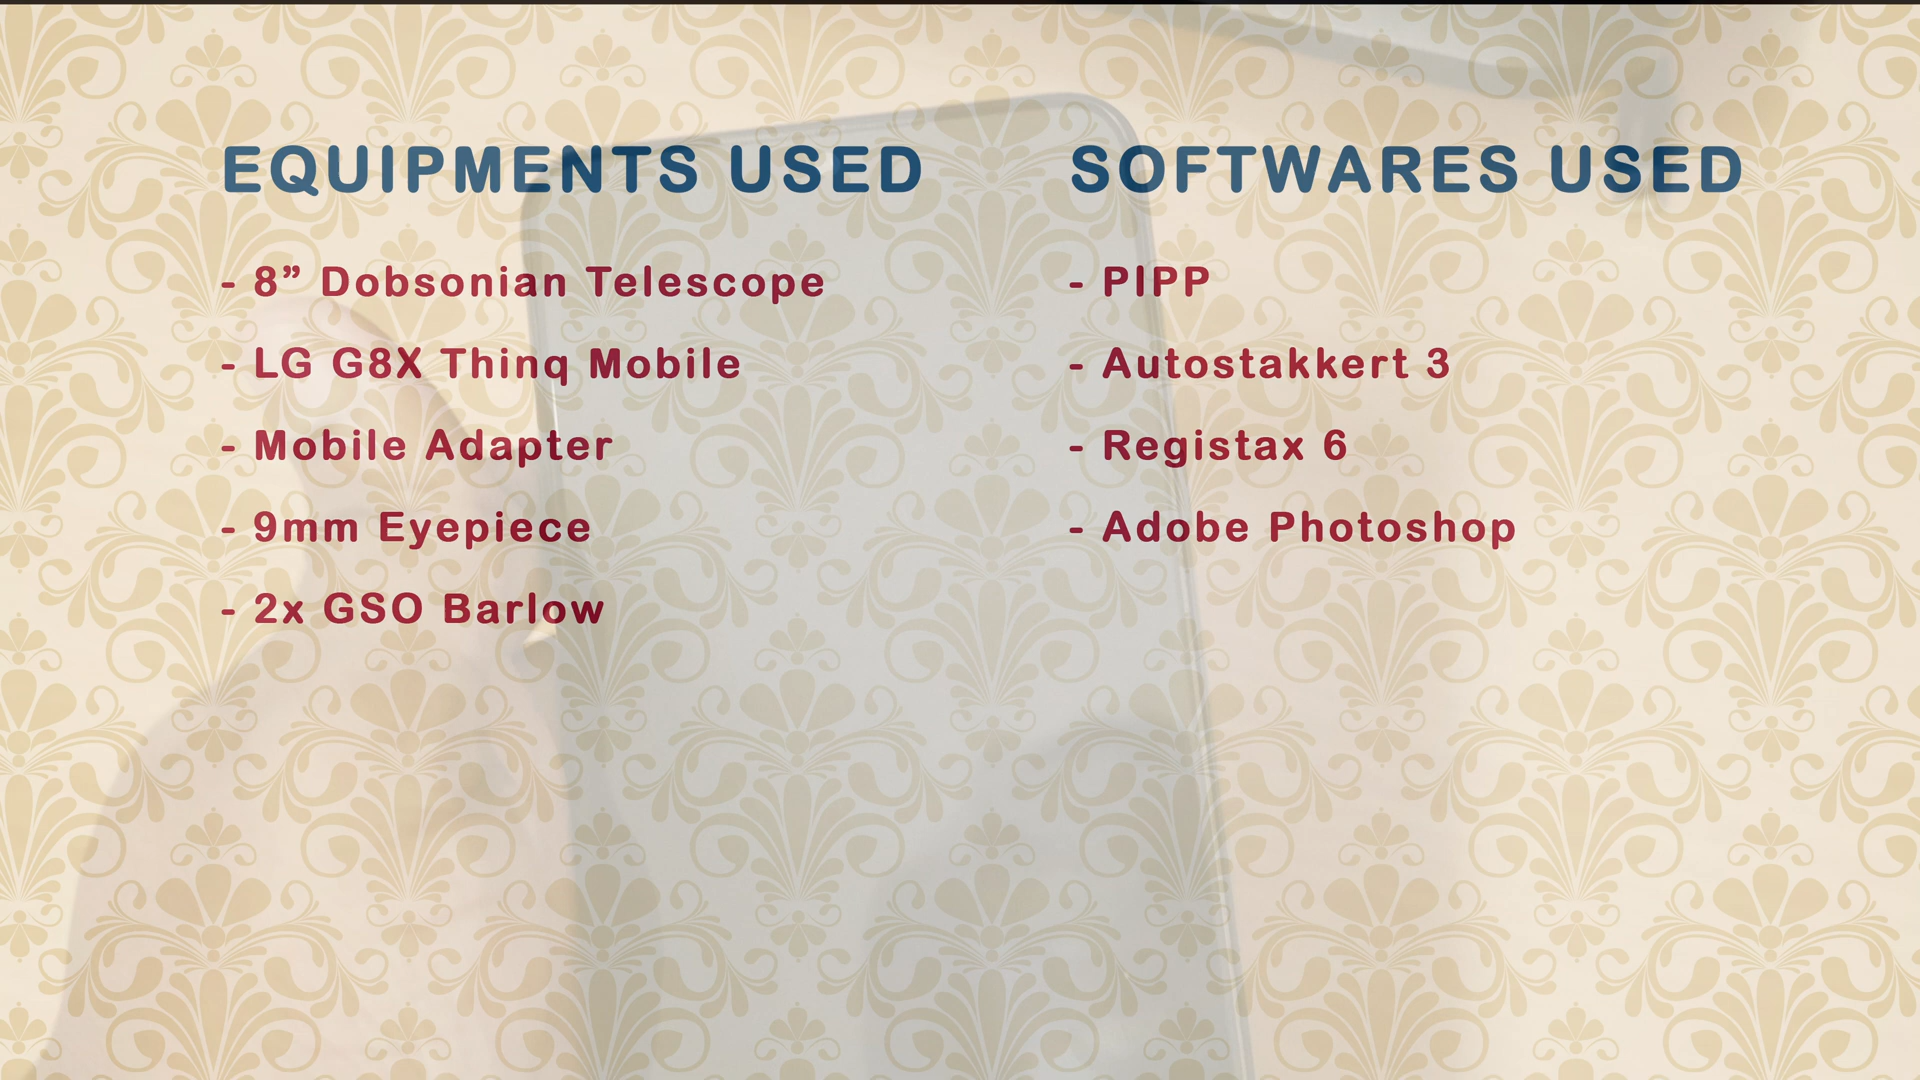 EQUIPMENTS USED
- 8” Dobsonian Telescope
- LG G8X Thinq Mobile
- Mobile Adapter
- 9mm Eyepiece
- 2x GSO Barlow
SOFTWARES USED
- PIPP
- Autostakkert 3
- Registax 6
- Adobe Photoshop